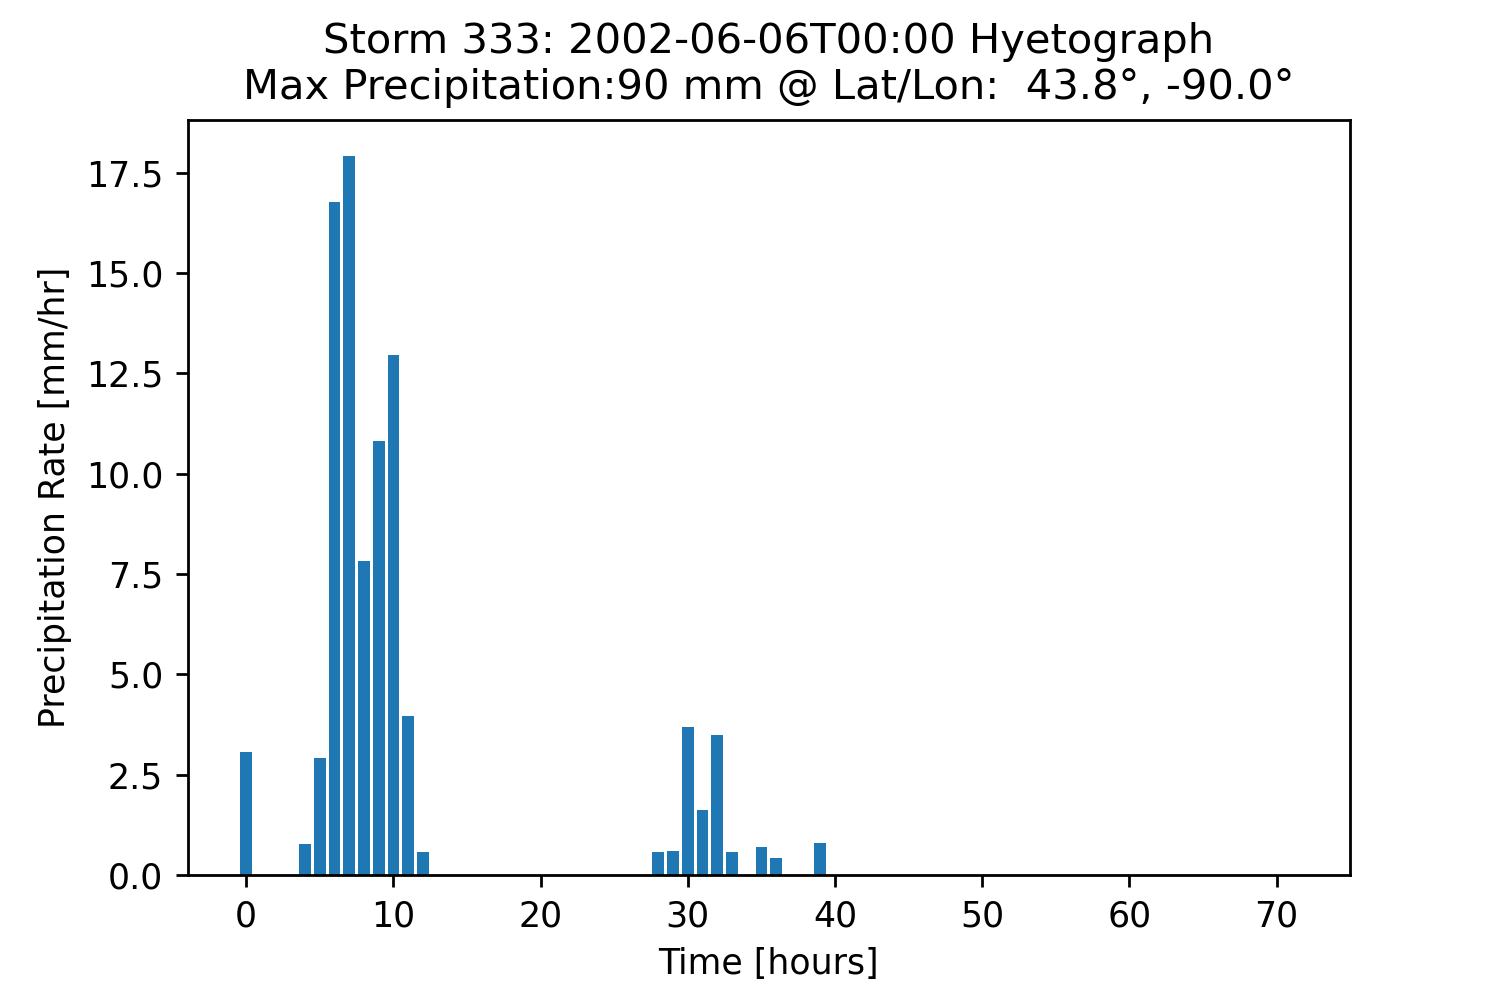 Storm 333: 2002-06-06T00:00 Hyetograph
Max Precipitation:90 mm @ Lat/Lon:  43.8°, -90.0°
17.5
15.0
12.5
10.0
7.5
5.0
2.5
0.0
Precipitation Rate [mm/hr]
0 10 20 30 40 50 60 70
Time [hours]